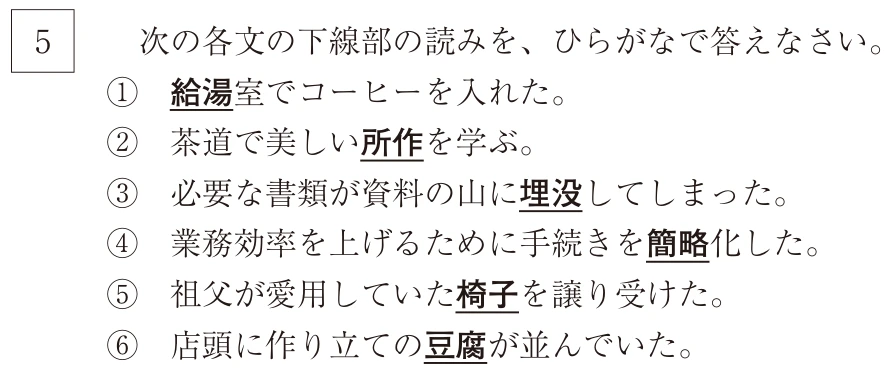 5 次の各文の下線部の読みを、ひらがなで答えなさい。
① 給湯室でコーヒーを入れた。
② 茶道で美しい所作を学ぶ。
③ 必要な書類が資料の山に埋没してしまった。
④ 業務効率を上げるために手続きを簡略化した。
⑤ 祖父が愛用していた椅子を譲り受けた。
⑥ 店頭に作り立ての豆腐が並んでいた。